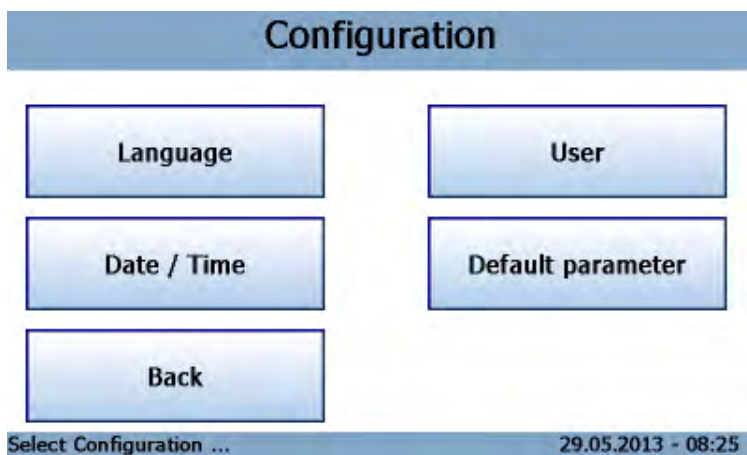 Configuration
Language
User
Date / Time
Default parameter
Back
Select Configuration ...
29.05.2013 - 08:25